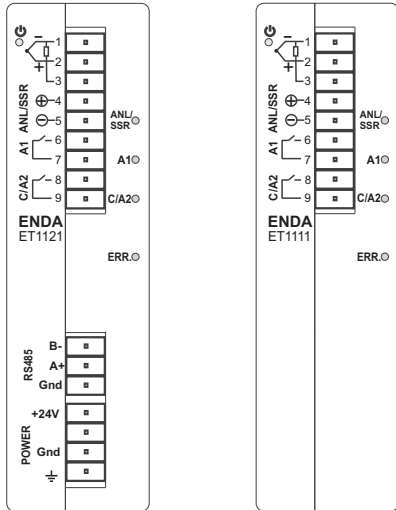 1
2
3
4
5
6
7
8
9
ANL/SSR
A1
C/A2
ANL/
SSR
A1
C/A2
ENDA
ET1121
ERR.
RS485
B-
A+
Gnd
POWER
+24V
Gnd
1
2
3
4
5
6
7
8
9
ANL/SSR
A1
C/A2
ANL/
SSR
A1
C/A2
ENDA
ET1111
ERR.